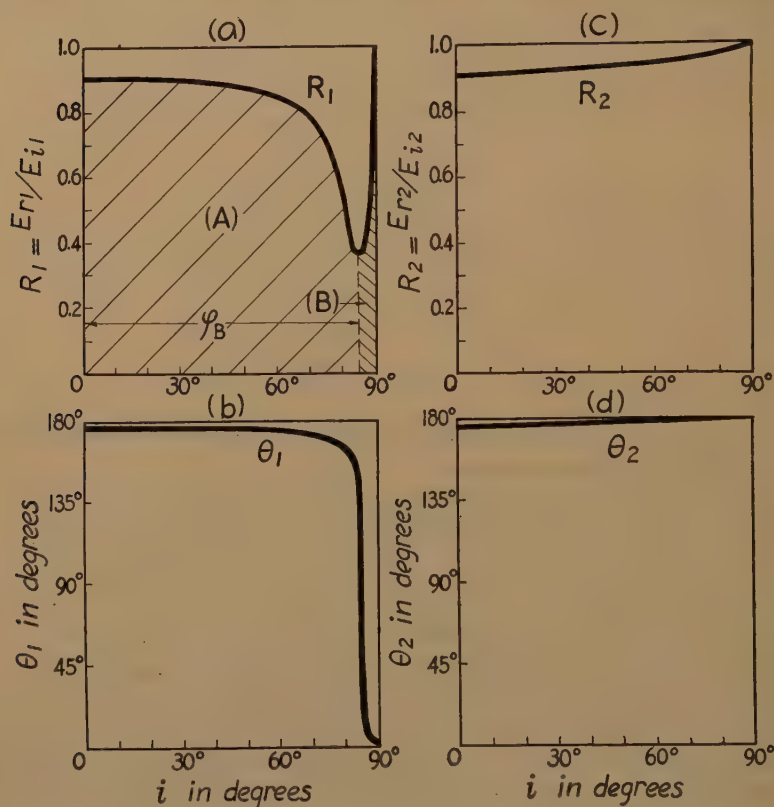 (a)
1.0
0.8
0.6
0.4
0.2
0
30°
60°
90°
R₁ = Er₁/Ei₁
R₁
(A)
(B)
φB
(C)
1.0
0.8
0.6
0.4
0.2
0
30°
60°
90°
R₂ = Er₂/Ei₂
R₂
(b)
180°
135°
90°
45°
0
30°
60°
90°
θ₁ in degrees
θ₁
i in degrees
(d)
180°
135°
90°
45°
0
30°
60°
90°
θ₂ in degrees
θ₂
i in degrees